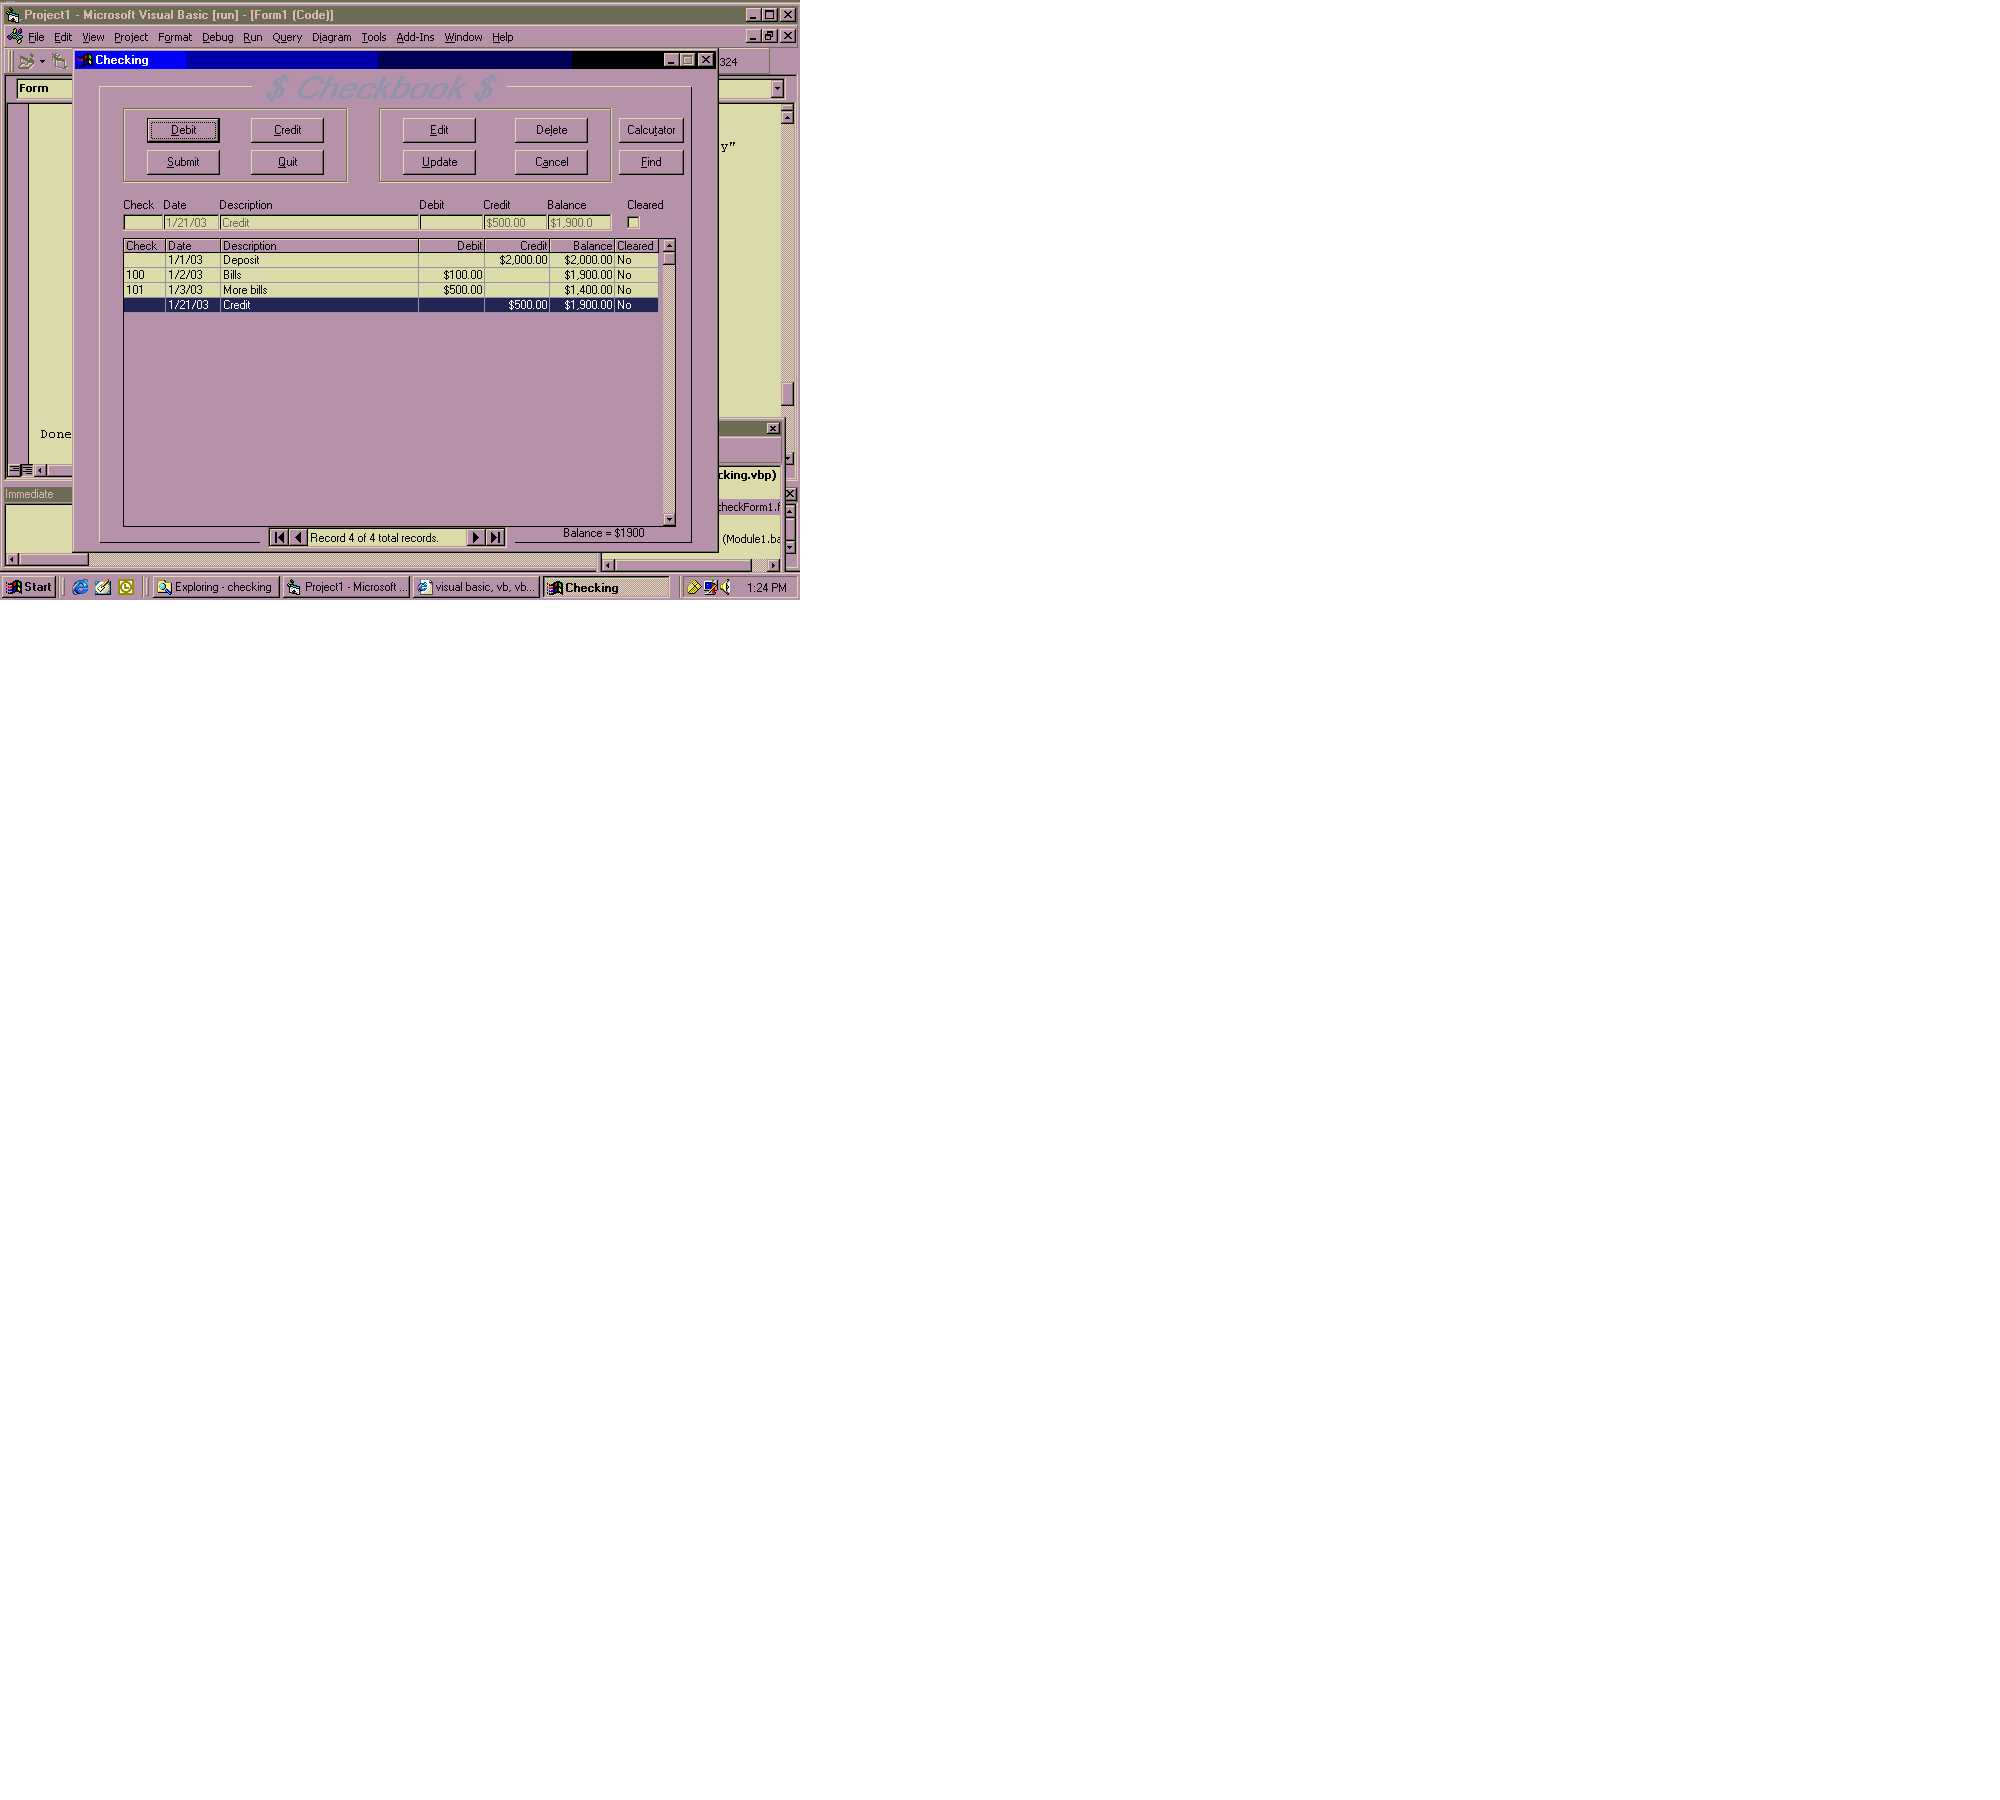 Project1 - Microsoft Visual Basic [run] - [Form1 (Code)]
File Edit View Project Format Debug Run Query Diagram Tools Add-Ins Window Help
Checking
324
Form
$ Checkbook $
Debit Credit Edit Delete Calcutator
y"
Submit Quit Update Cancel Find
Check Date Description Debit Credit Balance Cleared
1/21/03 Credit $500.00 $1,900.0
Check Date Description Debit Credit Balance Cleared
1/1/03 Deposit $2,000.00 $2,000.00 No
100 1/2/03 Bills $100.00 $1,900.00 No
101 1/3/03 More bills $500.00 $1,400.00 No
1/21/03 Credit $500.00 $1,900.00 No
Done
cking.vbp)
Immediate
checkForm1.f
Record 4 of 4 total records.
Balance = $1900
(Module1.ba
Start Exploring - checking Project1 - Microsoft ... visual basic, vb, vb... Checking 1:24 PM